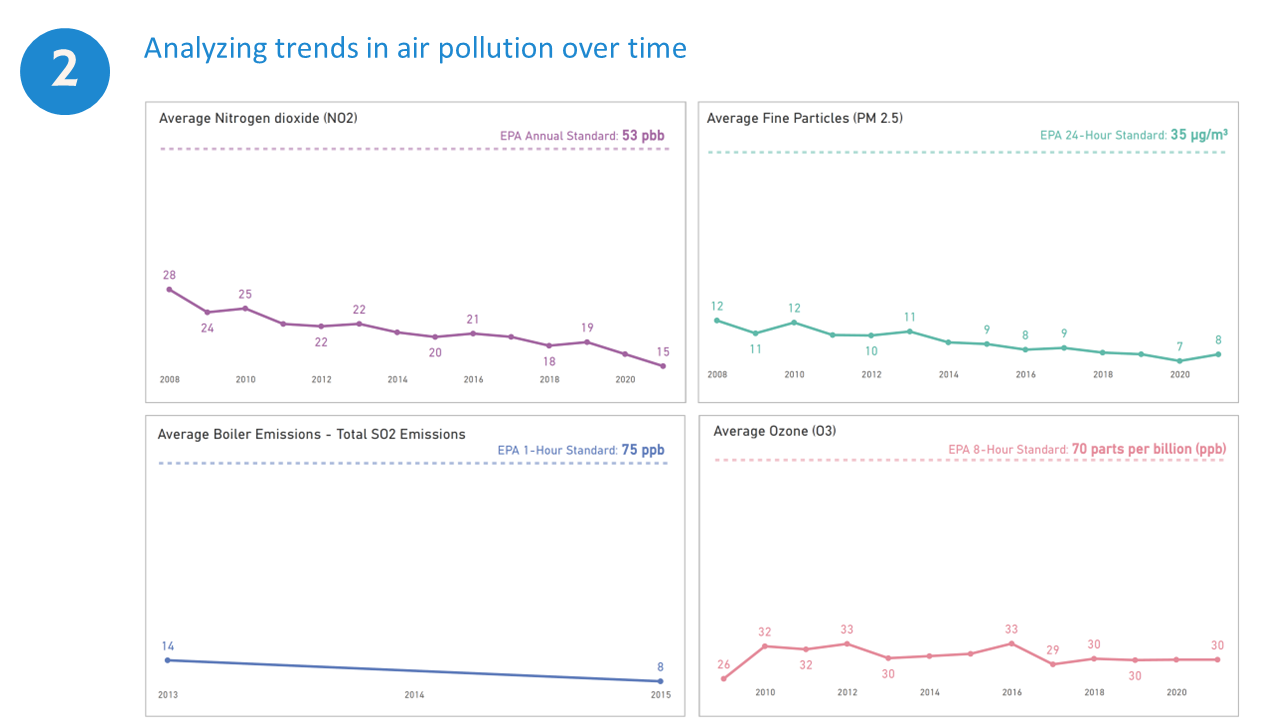 2
Analyzing trends in air pollution over time
Average Nitrogen dioxide (NO2)
EPA Annual Standard: 53 pbb
28
24
25
22
22
20
21
18
19
15
2008 2010 2012 2014 2016 2018 2020
Average Fine Particles (PM 2.5)
EPA 24-Hour Standard: 35 µg/m³
12
11
12
10
11
9
8
9
7
8
2008 2010 2012 2014 2016 2018 2020
Average Boiler Emissions - Total SO2 Emissions
EPA 1-Hour Standard: 75 ppb
14
8
2013 2014 2015
Average Ozone (O3)
EPA 8-Hour Standard: 70 parts per billion (ppb)
26
32
32
33
30
33
29
30
30
30
2010 2012 2014 2016 2018 2020